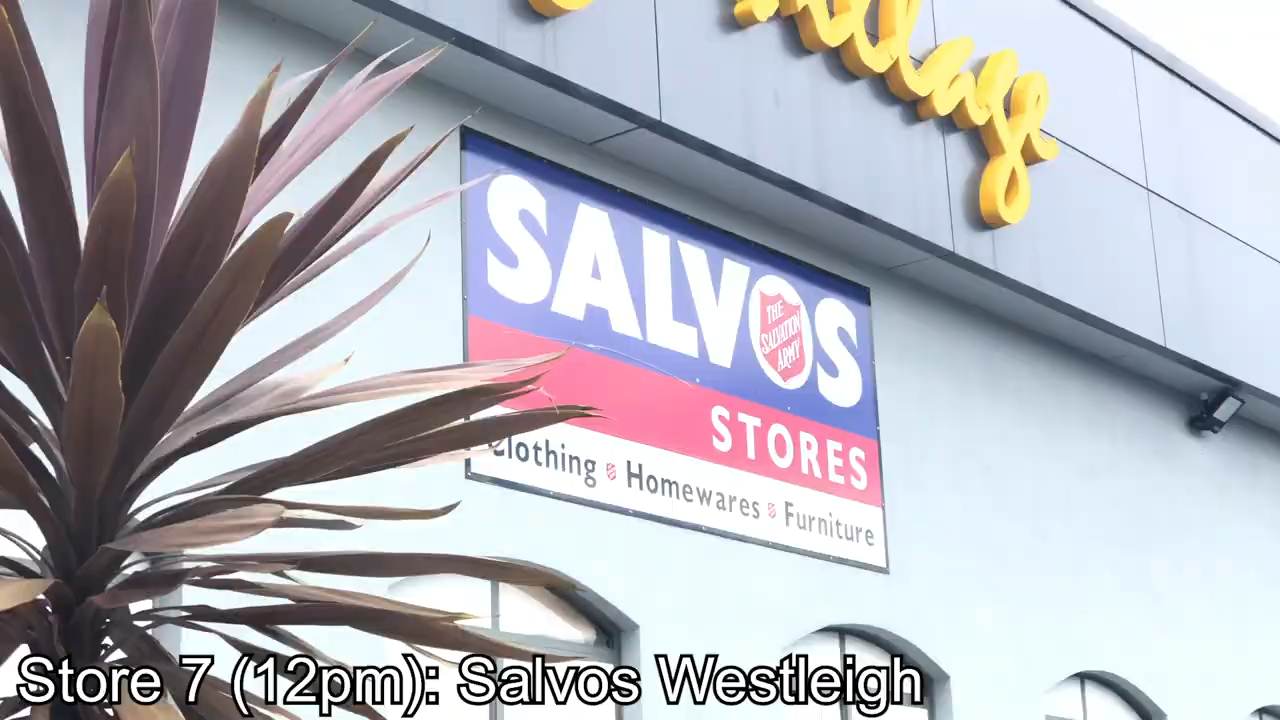 SALVOS
THE
SALVATION
ARMY
STORES
Clothing Homewares Furniture
Store 7 (12pm): Salvos Westleigh